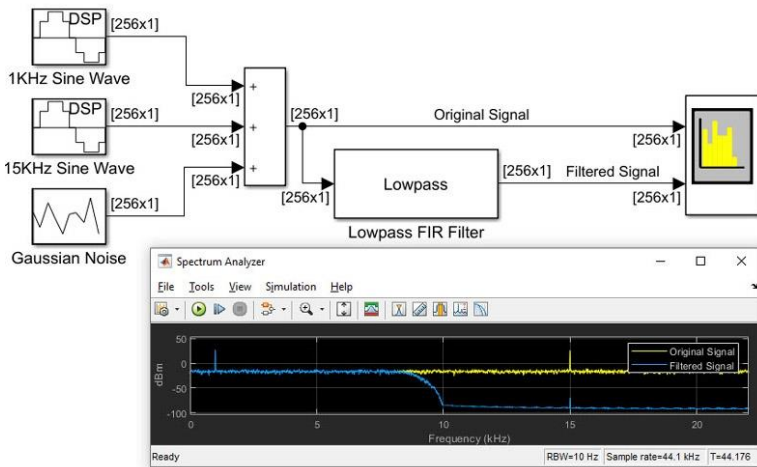 DSP
[256x1]
1KHz Sine Wave
[256x1]
DSP
[256x1]
15KHz Sine Wave
[256x1]
[256x1]
Gaussian Noise
[256x1]
+
+
+
[256x1]
Original Signal
[256x1]
Lowpass
[256x1]
Lowpass FIR Filter
[256x1]
Filtered Signal
[256x1]
Spectrum Analyzer
File Tools View Simulation Help
50
0
-50
-100
dBm
Original Signal
Filtered Signal
0 5 10 15 20
Frequency (kHz)
Ready RBW=10 Hz Sample rate=44.1 kHz T=44.176